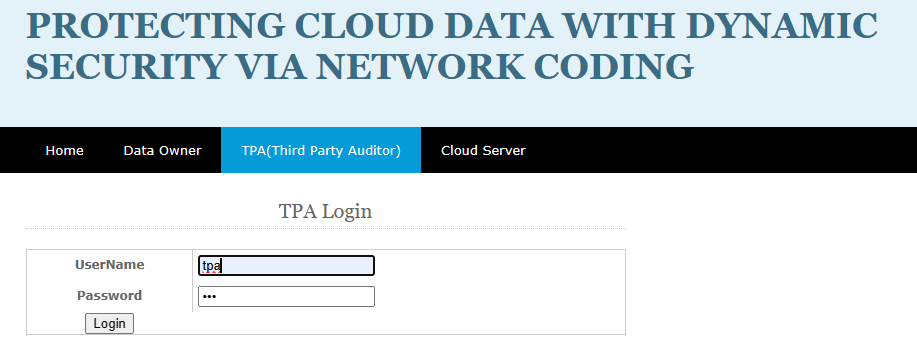 PROTECTING CLOUD DATA WITH DYNAMIC
SECURITY VIA NETWORK CODING
Home Data Owner TPA(Third Party Auditor) Cloud Server
TPA Login
UserName tpa
Password •••
Login